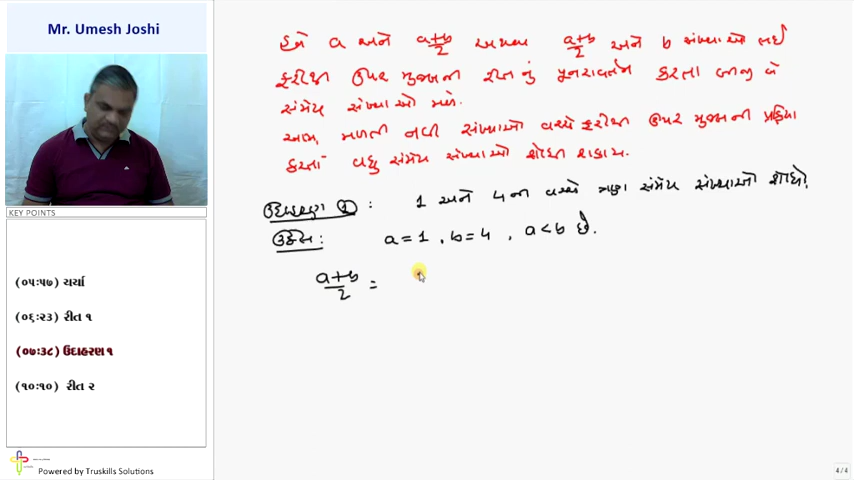 Mr. Umesh Joshi
હવે a અને a+b/2 અથવા a+b/2 અને b સંખ્યાઓ લઈ
ફરીથી ઉપર મુજબની રીત નું પુનરાવર્તન કરતા બીજી બે
સંમેય સંખ્યાઓ મળે.
આમ, મળતી નવી સંખ્યાઓ વચ્ચે ફરીથી ઉપર મુજબની પ્રક્રિયા
કરતાં વધુ સંમેય સંખ્યાઓ શોધી શકાય.
ઉદાહરણ ① : 1 અને 4 ની વચ્ચે ત્રણ સંમેય સંખ્યાઓ શોધો.
ઉકેલ : a = 1 , b = 4 , a < b છે.
a+b/2 =
KEY POINTS
(૦૫:૫૭) ચર્ચા
(૦૬:૨૩) રીત ૧
(૦૭:૩૮) ઉદાહરણ ૧
(૧૦:૧૦) રીત ૨
Powered by Truskills Solutions
4/4